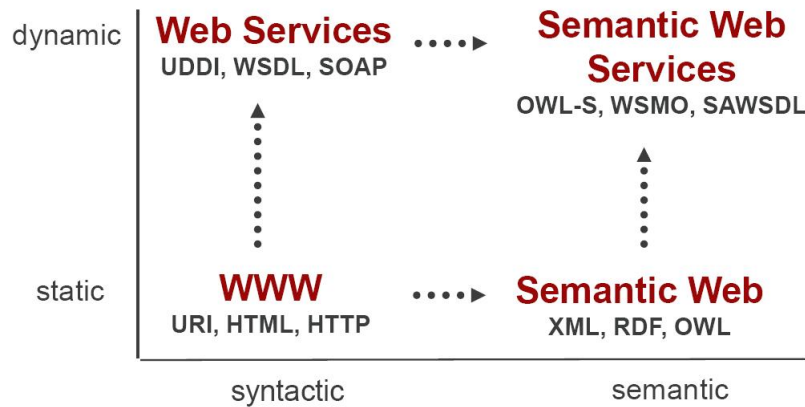 dynamic
Web Services
UDDI, WSDL, SOAP
Semantic Web
Services
OWL-S, WSMO, SAWSDL
static
WWW
URI, HTML, HTTP
Semantic Web
XML, RDF, OWL
syntactic
semantic